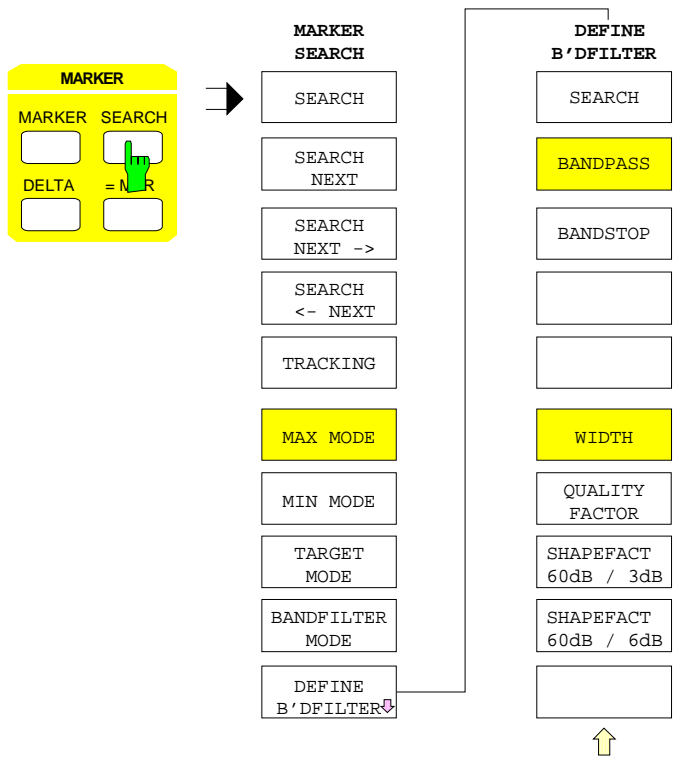 MARKER
MARKER SEARCH
DELTA = M R
MARKER
SEARCH
SEARCH
SEARCH
NEXT
SEARCH
NEXT ->
SEARCH
<- NEXT
TRACKING
MAX MODE
MIN MODE
TARGET
MODE
BANDFILTER
MODE
DEFINE
B'DFILTER
DEFINE
B'DFILTER
SEARCH
BANDPASS
BANDSTOP
WIDTH
QUALITY
FACTOR
SHAPEFACT
60dB / 3dB
SHAPEFACT
60dB / 6dB